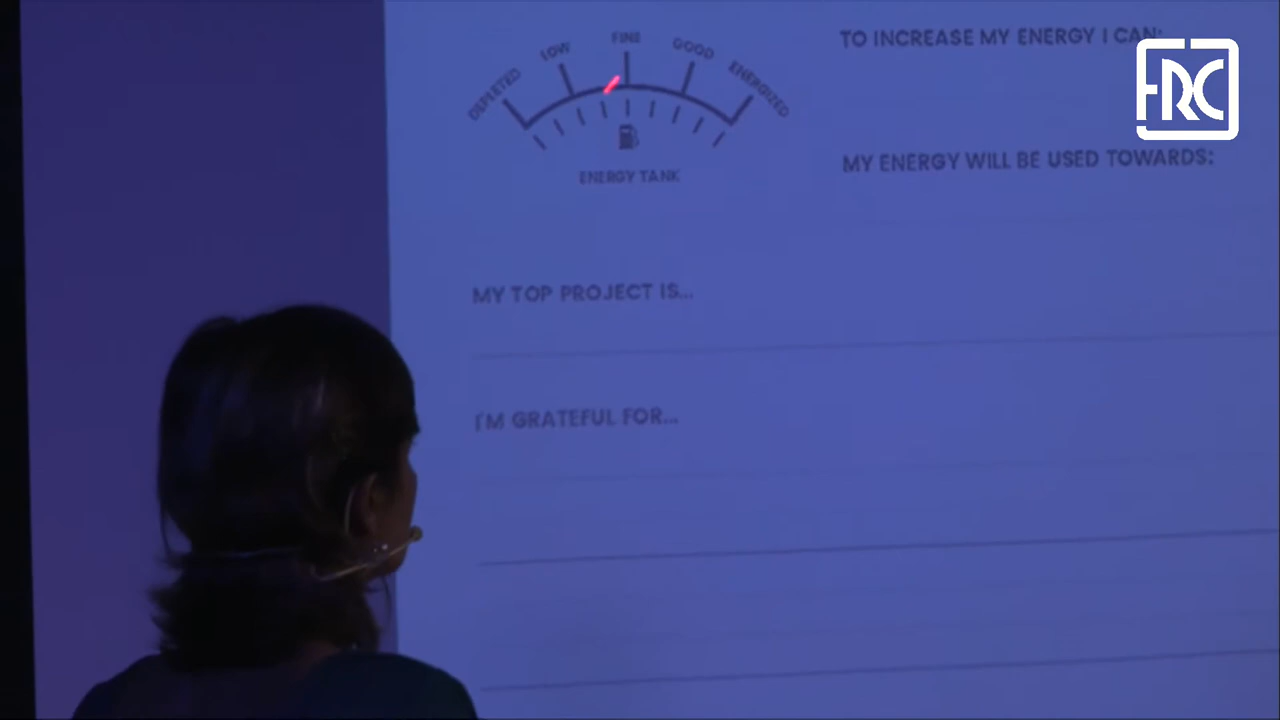 DEPLETED
LOW
FINE
GOOD
ENERGIZED
ENERGY TANK
TO INCREASE MY ENERGY I CAN:
MY ENERGY WILL BE USED TOWARDS:
MY TOP PROJECT IS...
I'M GRATEFUL FOR...
FRC